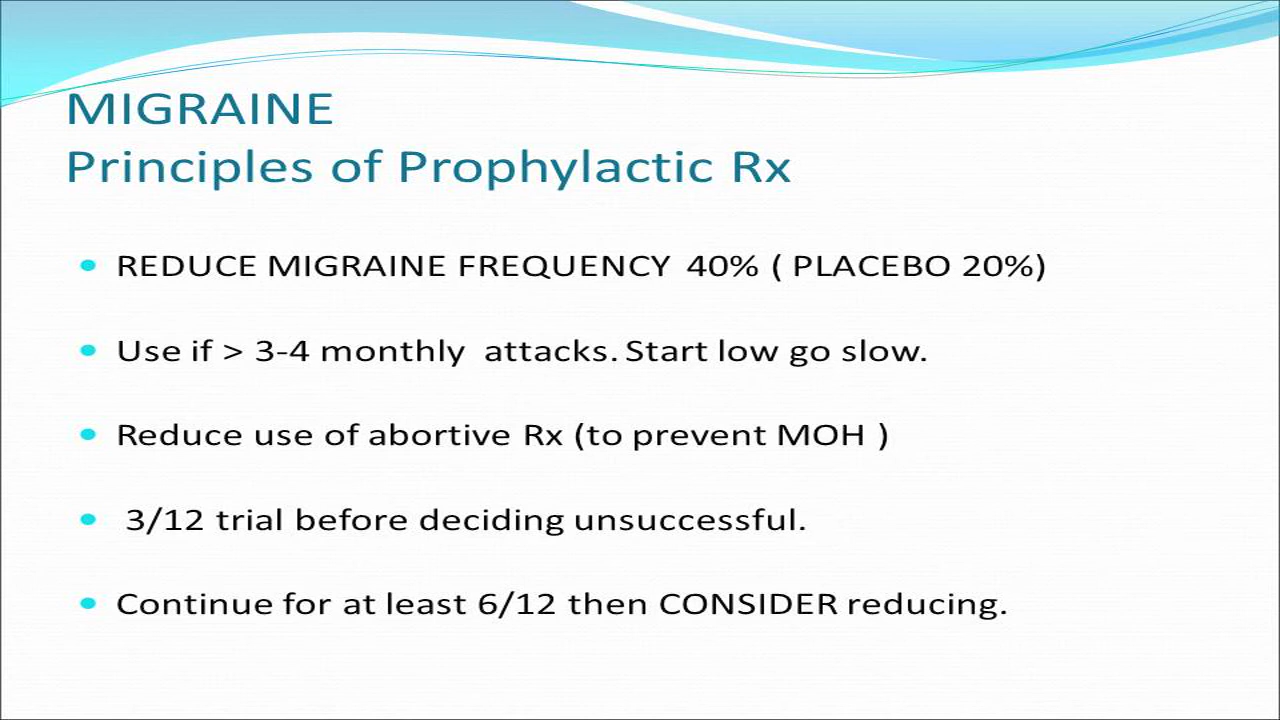 MIGRAINE
Principles of Prophylactic Rx
• REDUCE MIGRAINE FREQUENCY 40% ( PLACEBO 20%)
• Use if > 3-4 monthly attacks. Start low go slow.
• Reduce use of abortive Rx (to prevent MOH )
• 3/12 trial before deciding unsuccessful.
• Continue for at least 6/12 then CONSIDER reducing.